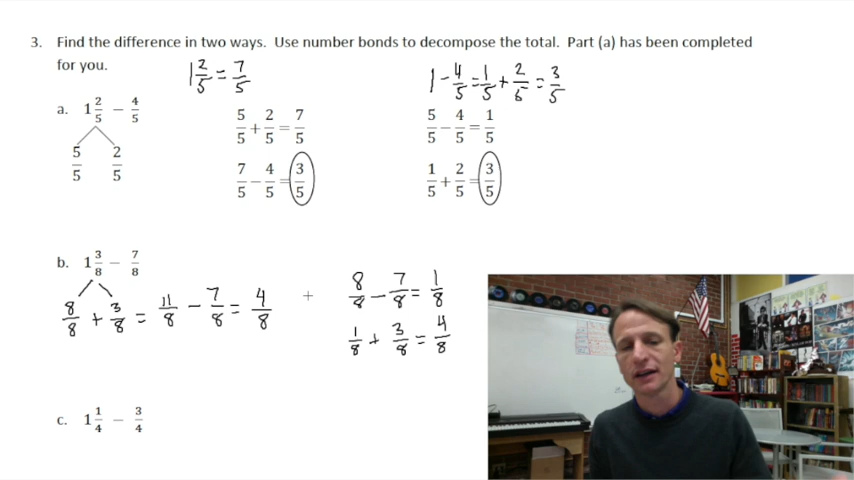 3. Find the difference in two ways. Use number bonds to decompose the total. Part (a) has been completed
for you.
1 2/5 = 7/5
1 - 4/5 = 1/5 + 2/5 = 3/5
a. 1 2/5 − 4/5
5/5 2/5
5/5 + 2/5 = 7/5
7/5 − 4/5 = 3/5
5/5 − 4/5 = 1/5
1/5 + 2/5 = 3/5
b. 1 3/8 − 7/8
8/8 + 3/8 = 11/8 - 7/8 = 4/8
8/8 - 7/8 = 1/8
1/8 + 3/8 = 4/8
c. 1 1/4 − 3/4